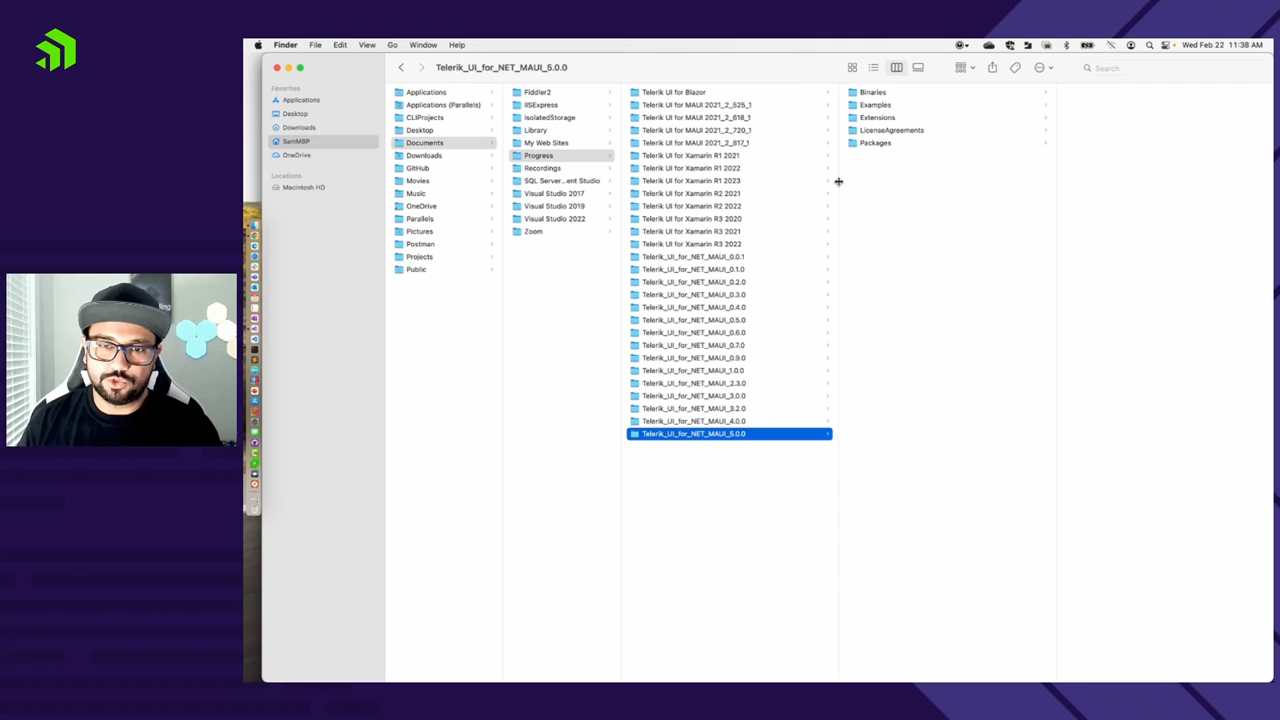 Finder File Edit View Go Window Help Wed Feb 22 11:38 AM
Telerik_UI_for_NET_MAUI_5.0.0 Search
Favorites
Applications
Desktop
Downloads
SamMBP
OneDrive
Locations
Macintosh HD
Applications
Applications (Parallels)
CLIProjects
Desktop
Documents
Downloads
GitHub
Movies
Music
OneDrive
Parallels
Pictures
Postman
Projects
Public
Fiddler2
IISExpress
IsolatedStorage
Library
My Web Sites
Progress
Recordings
SQL Server...ent Studio
Visual Studio 2017
Visual Studio 2019
Visual Studio 2022
Zoom
Telerik UI for Blazor
Telerik UI for MAUI 2021_2_525_1
Telerik UI for MAUI 2021_2_618_1
Telerik UI for MAUI 2021_2_720_1
Telerik UI for MAUI 2021_2_817_1
Telerik UI for Xamarin R1 2021
Telerik UI for Xamarin R1 2022
Telerik UI for Xamarin R1 2023
Telerik UI for Xamarin R2 2021
Telerik UI for Xamarin R2 2022
Telerik UI for Xamarin R3 2020
Telerik UI for Xamarin R3 2021
Telerik UI for Xamarin R3 2022
Telerik_UI_for_NET_MAUI_0.0.1
Telerik_UI_for_NET_MAUI_0.1.0
Telerik_UI_for_NET_MAUI_0.2.0
Telerik_UI_for_NET_MAUI_0.3.0
Telerik_UI_for_NET_MAUI_0.4.0
Telerik_UI_for_NET_MAUI_0.5.0
Telerik_UI_for_NET_MAUI_0.6.0
Telerik_UI_for_NET_MAUI_0.7.0
Telerik_UI_for_NET_MAUI_0.9.0
Telerik_UI_for_NET_MAUI_1.0.0
Telerik_UI_for_NET_MAUI_2.3.0
Telerik_UI_for_NET_MAUI_3.0.0
Telerik_UI_for_NET_MAUI_3.2.0
Telerik_UI_for_NET_MAUI_4.0.0
Telerik_UI_for_NET_MAUI_5.0.0
Binaries
Examples
Extensions
LicenseAgreements
Packages